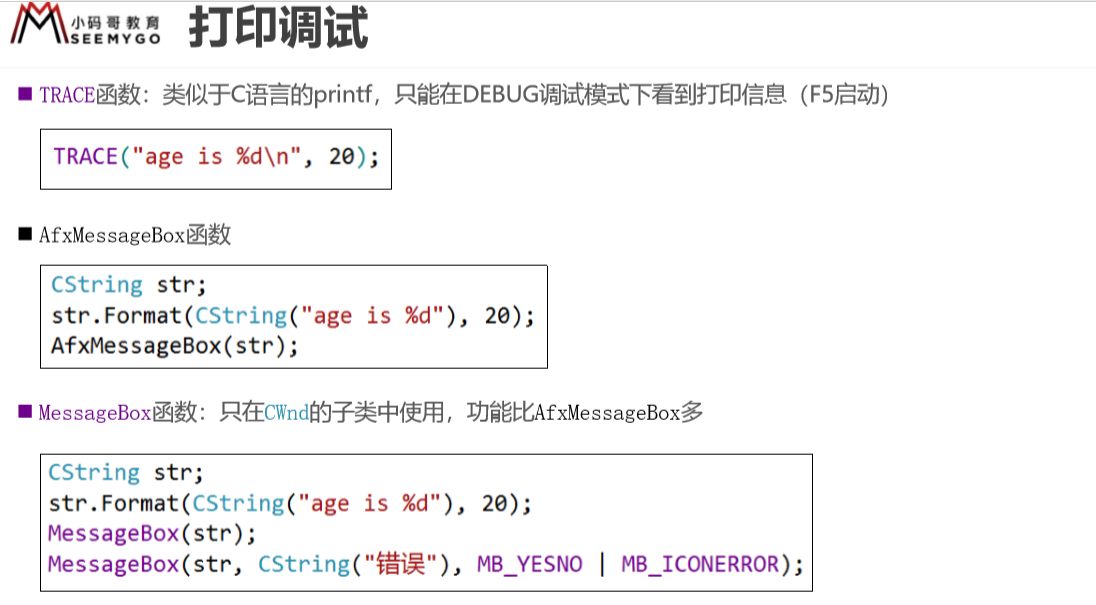 小码哥教育
SEEMYGO
打印调试
TRACE函数：类似于C语言的printf，只能在DEBUG调试模式下看到打印信息（F5启动）
TRACE("age is %d\n", 20);
AfxMessageBox函数
CString str;
str.Format(CString("age is %d"), 20);
AfxMessageBox(str);
MessageBox函数：只在CWnd的子类中使用，功能比AfxMessageBox多
CString str;
str.Format(CString("age is %d"), 20);
MessageBox(str);
MessageBox(str, CString("错误"), MB_YESNO | MB_ICONERROR);